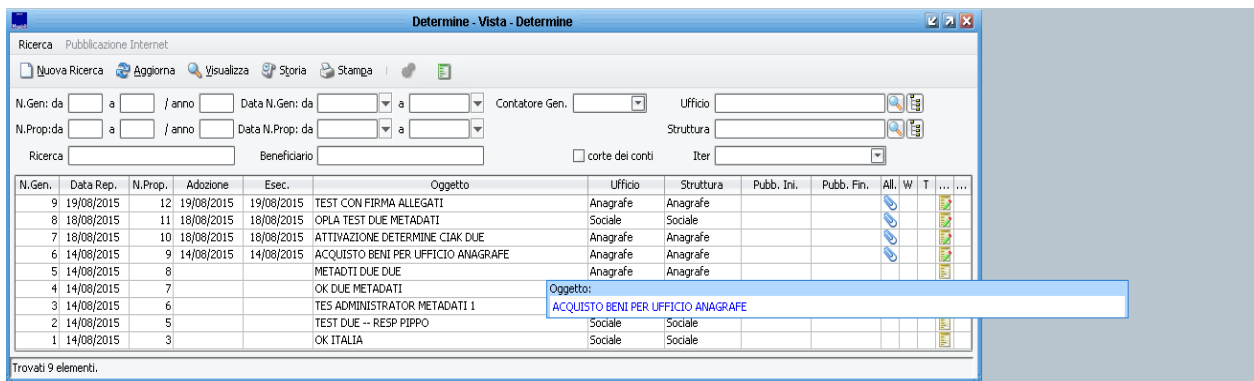 Determine - Vista - Determine
Ricerca Pubblicazione Internet
Nuova Ricerca Aggiorna Visualizza Storia Stampa
N.Gen: da a / anno Data N.Gen: da a Contatore Gen. Ufficio
N.Prop:da a / anno Data N.Prop: da a Struttura
Ricerca Beneficiario corte dei conti Iter
N.Gen. Data Rep. N.Prop. Adozione Esec. Oggetto Ufficio Struttura Pubb. Ini. Pubb. Fin. All. W T ... ...
9 19/08/2015 12 19/08/2015 19/08/2015 TEST CON FIRMA ALLEGATI Anagrafe Anagrafe
8 18/08/2015 11 18/08/2015 18/08/2015 OPLA TEST DUE METADATI Sociale Sociale
7 18/08/2015 10 18/08/2015 18/08/2015 ATTIVAZIONE DETERMINE CIAK DUE Anagrafe Anagrafe
6 14/08/2015 9 14/08/2015 14/08/2015 ACQUISTO BENI PER UFFICIO ANAGRAFE Anagrafe Anagrafe
5 14/08/2015 8 METADTI DUE DUE Anagrafe Anagrafe
4 14/08/2015 7 OK DUE METADATI Oggetto:
3 14/08/2015 6 TES ADMINISTRATOR METADATI 1 ACQUISTO BENI PER UFFICIO ANAGRAFE
2 14/08/2015 5 TEST DUE -- RESP PIPPO Sociale Sociale
1 14/08/2015 3 OK ITALIA Sociale Sociale
Trovati 9 elementi.